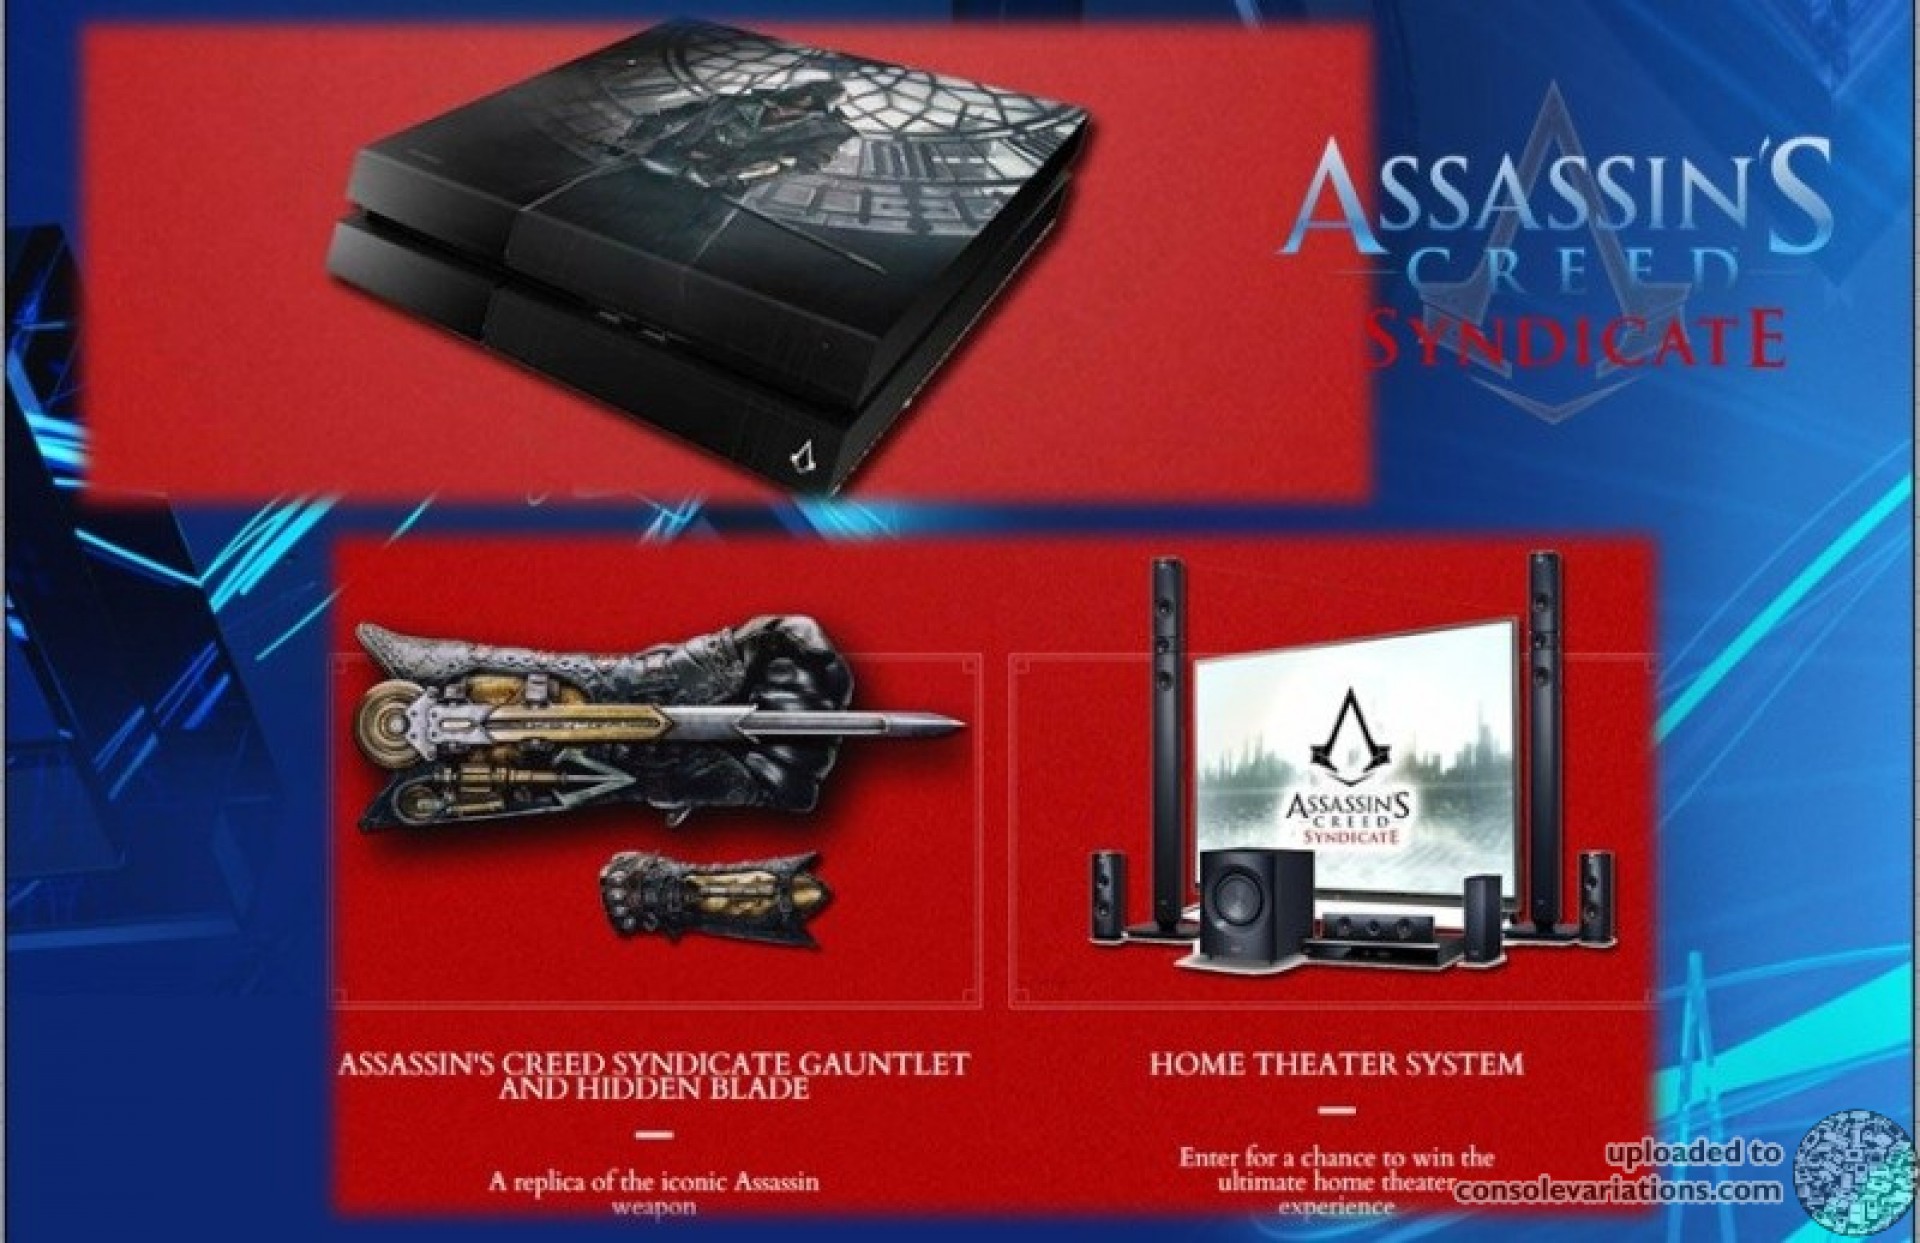 ASSASSIN'S
CREED
SYNDICATE
ASSASSIN'S
CREED
SYNDICATE
ASSASSIN'S CREED SYNDICATE GAUNTLET
AND HIDDEN BLADE
A replica of the iconic Assassin
weapon
HOME THEATER SYSTEM
Enter for a chance to win the
ultimate home theater
experience
uploaded to
consolevariations.com